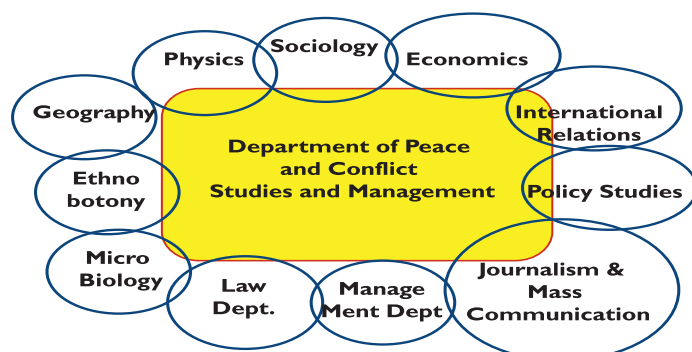 Physics
Sociology
Economics
Geography
International
Relations
Department of Peace
and Conflict
Studies and Management
Ethno
botony
Policy Studies
Micro
Biology
Law
Dept.
Manage
Ment Dept
Journalism &
Mass
Communication